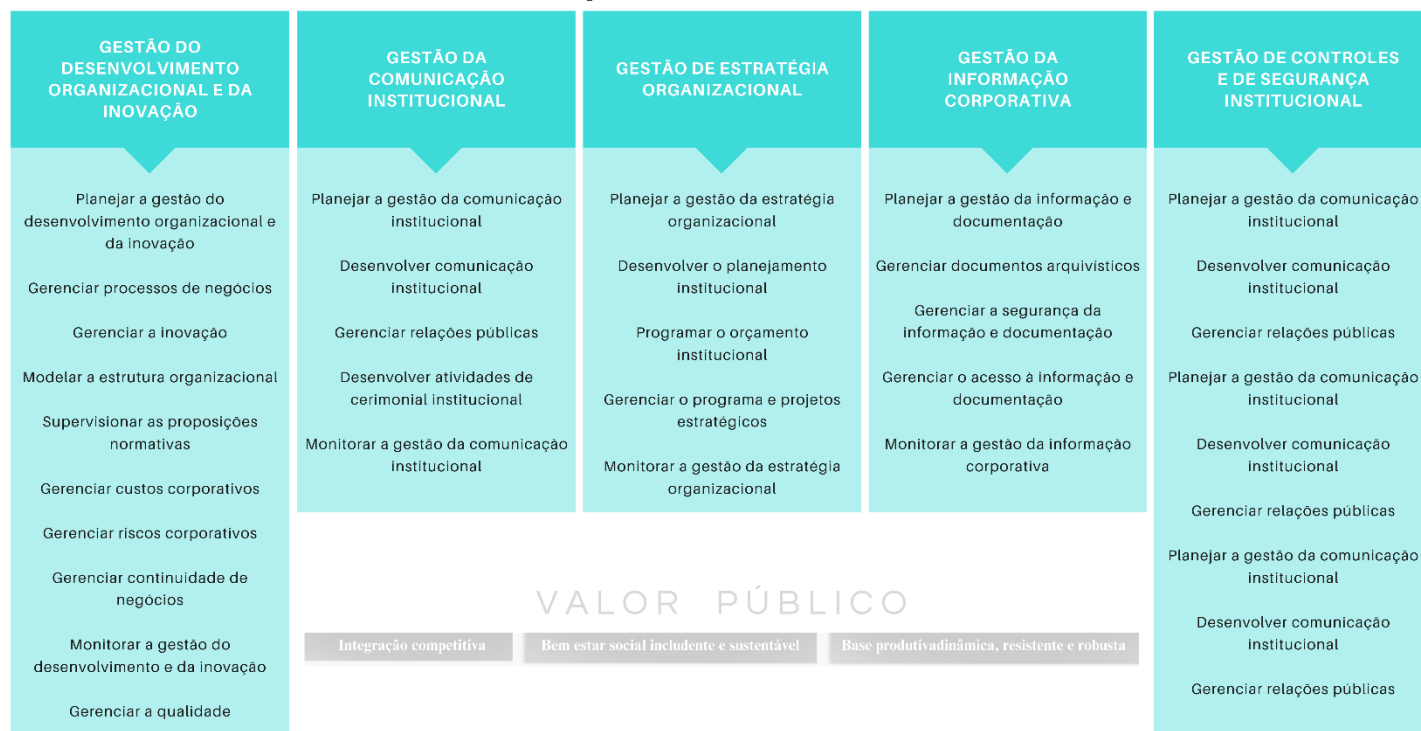 GESTÃO DO
DESENVOLVIMENTO
ORGANIZACIONAL E DA
INOVAÇÃO
Planejar a gestão do
desenvolvimento organizacional e
da inovação
Gerenciar processos de negócios
Gerenciar a inovação
Modelar a estrutura organizacional
Supervisionar as proposições
normativas
Gerenciar custos corporativos
Gerenciar riscos corporativos
Gerenciar continuidade de
negócios
Monitorar a gestão do
desenvolvimento e da inovação
Gerenciar a qualidade
GESTÃO DA
COMUNICAÇÃO
INSTITUCIONAL
Planejar a gestão da comunicação
institucional
Desenvolver comunicação
institucional
Gerenciar relações públicas
Desenvolver atividades de
cerimonial institucional
Monitorar a gestão da comunicação
institucional
GESTÃO DE ESTRATÉGIA
ORGANIZACIONAL
Planejar a gestão da estratégia
organizacional
Desenvolver o planejamento
institucional
Programar o orçamento
institucional
Gerenciar o programa e projetos
estratégicos
Monitorar a gestão da estratégia
organizacional
GESTÃO DA
INFORMAÇÃO
CORPORATIVA
Planejar a gestão da informação e
documentação
Gerenciar documentos arquivísticos
Gerenciar a segurança da
informação e documentação
Gerenciar o acesso à informação e
documentação
Monitorar a gestão da informação
corporativa
GESTÃO DE CONTROLES
E DE SEGURANÇA
INSTITUCIONAL
Planejar a gestão da comunicação
institucional
Desenvolver comunicação
institucional
Gerenciar relações públicas
Planejar a gestão da comunicação
institucional
Desenvolver comunicação
institucional
Gerenciar relações públicas
Planejar a gestão da comunicação
institucional
Desenvolver comunicação
institucional
Gerenciar relações públicas
VALOR PÚBLICO
Integração competitiva
Bem estar social includente e sustentável
Base produtivadinâmica, resistente e robusta